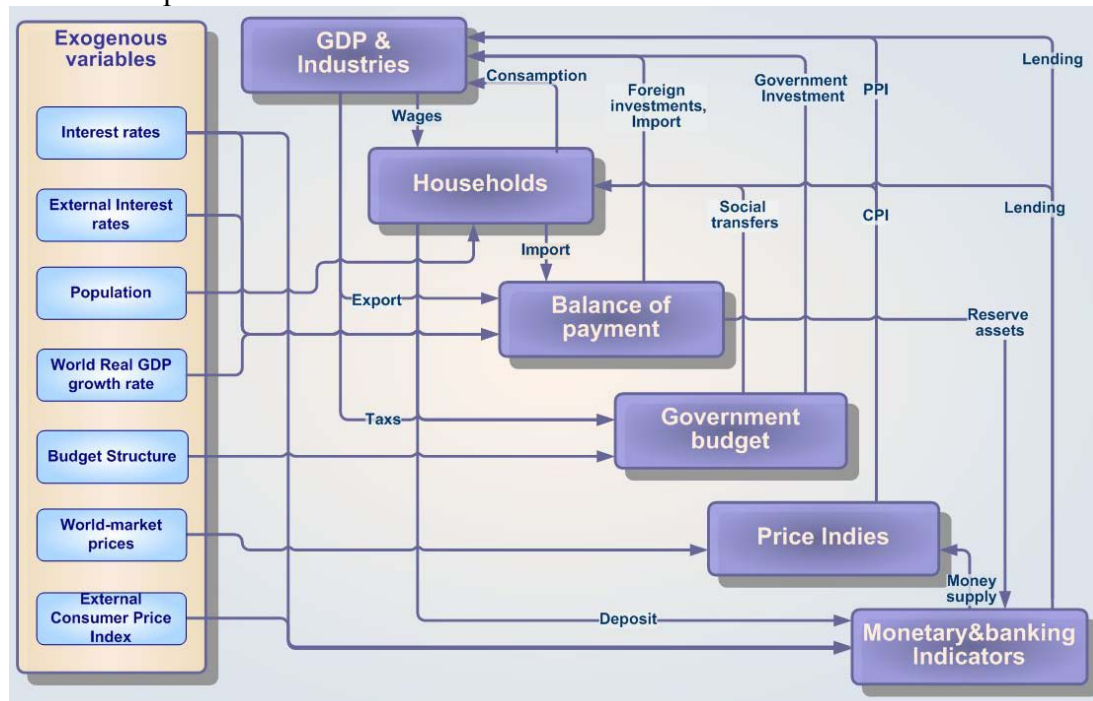 Exogenous
variables
Interest rates
External Interest
rates
Population
World Real GDP
growth rate
Budget Structure
World-market
prices
External
Consumer Price
Index
GDP &
Industries
Consamption
Wages
Foreign
investments,
Import
Government
Investment
PPI
Lending
Households
Social
transfers
CPI
Lending
Import
Export
Balance of
payment
Reserve
assets
Taxs
Government
budget
Price Indies
Money
supply
Deposit
Monetary&banking
Indicators